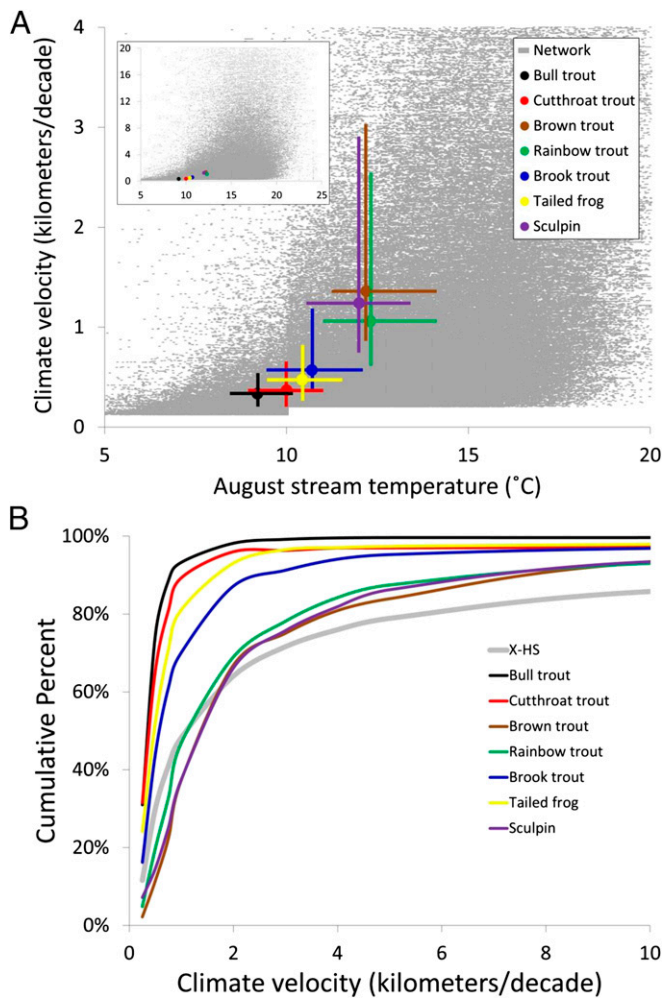 A
Climate velocity (kilometers/decade)
4
3
2
1
0
20
16
12
8
4
0
5
10
15
20
25
Network
Bull trout
Cutthroat trout
Brown trout
Rainbow trout
Brook trout
Tailed frog
Sculpin
5
10
15
20
August stream temperature (˚C)
B
Cumulative Percent
100%
80%
60%
40%
20%
0%
X-HS
Bull trout
Cutthroat trout
Brown trout
Rainbow trout
Brook trout
Tailed frog
Sculpin
0
2
4
6
8
10
Climate velocity (kilometers/decade)